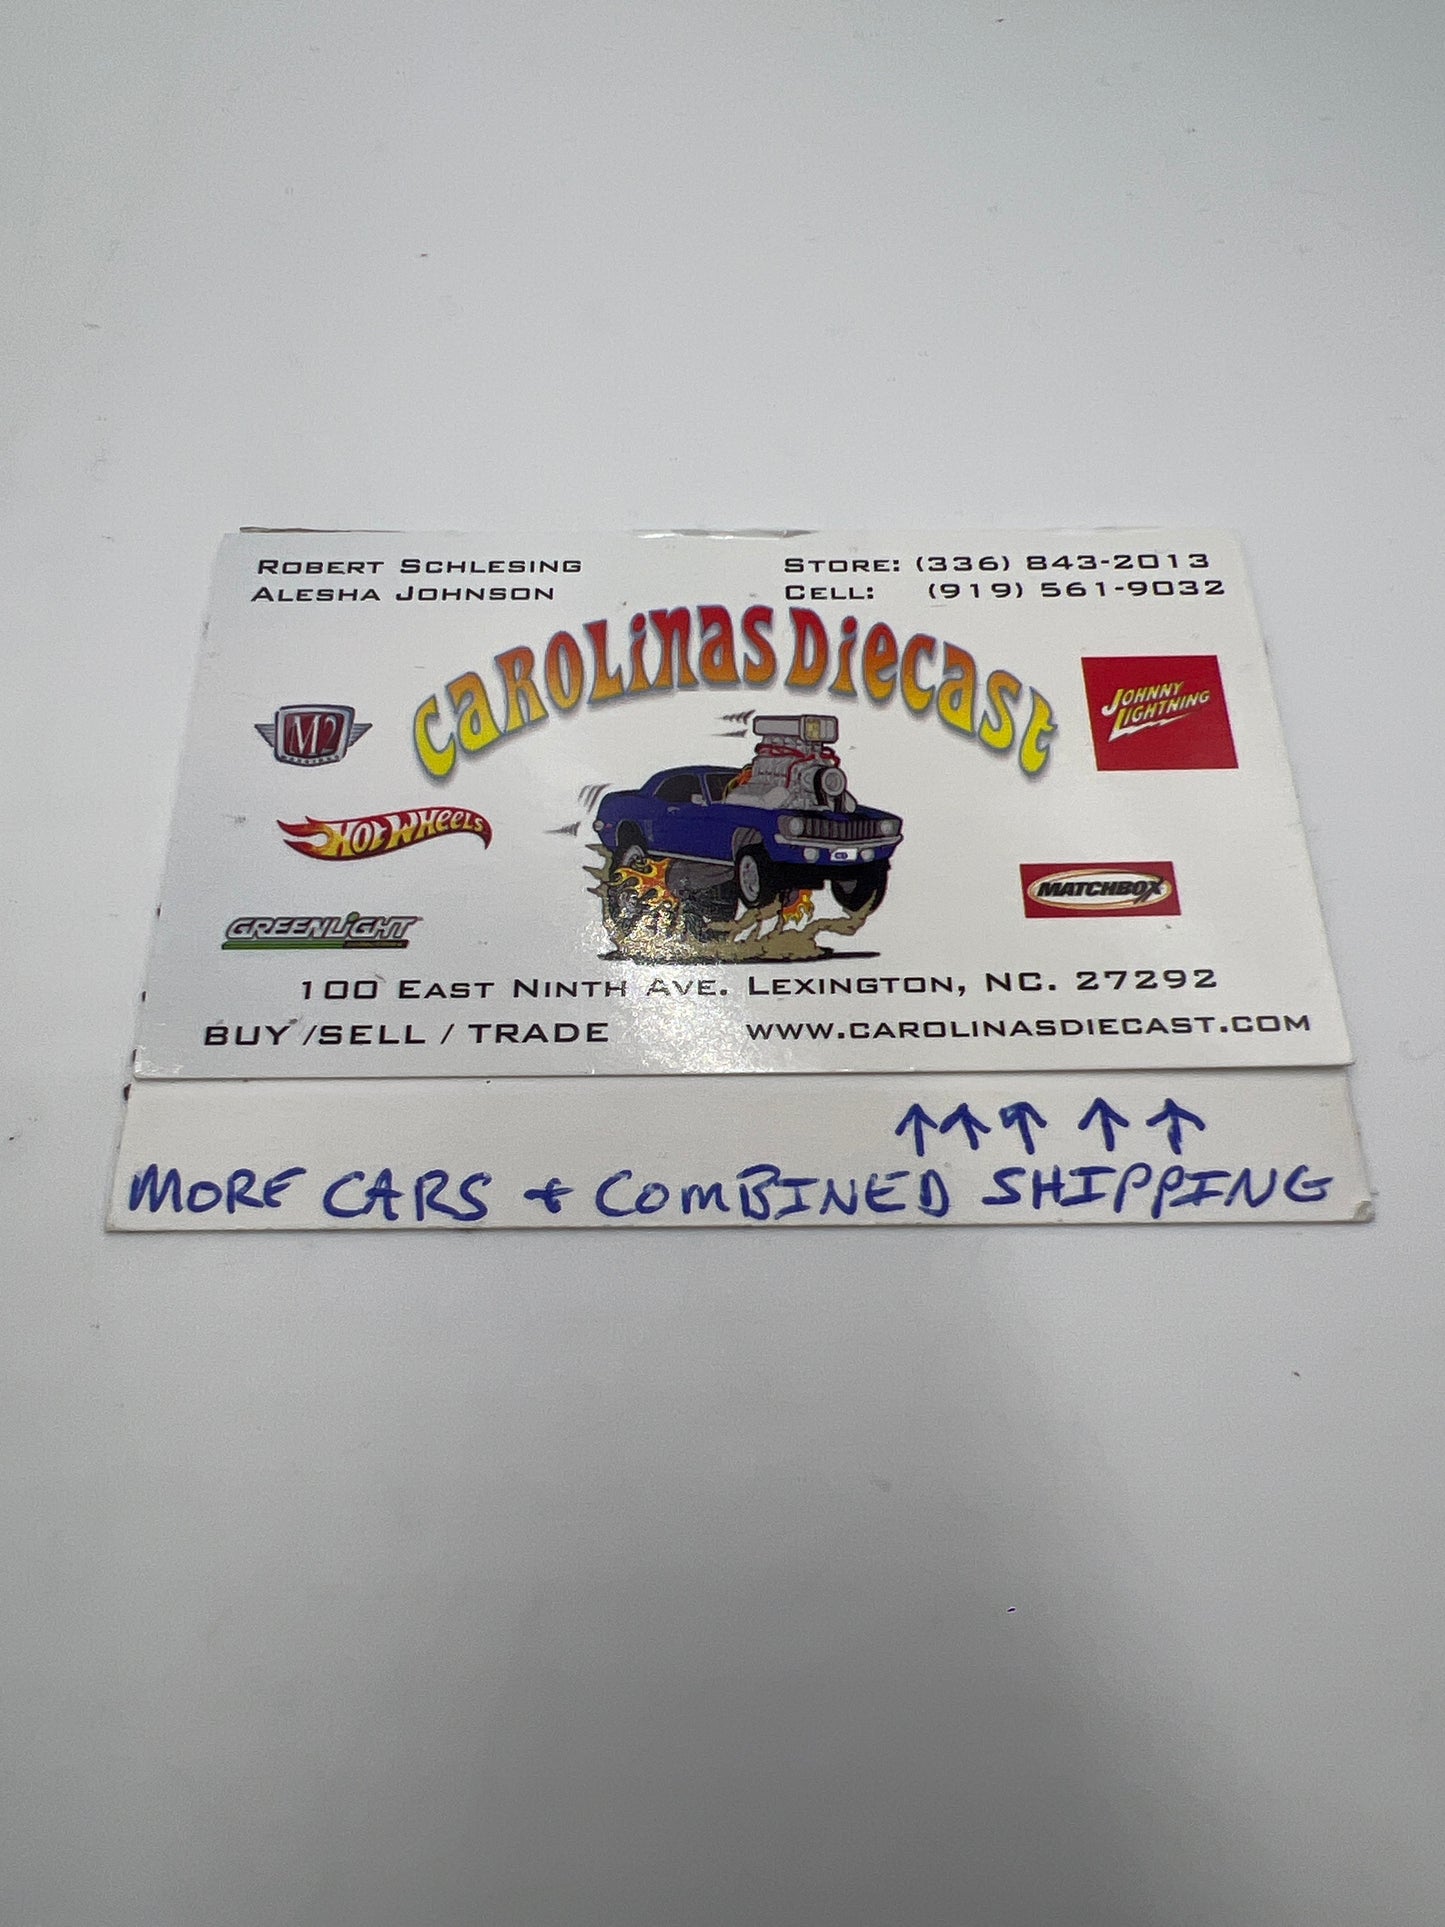 ROBERT SCHLESING
ALESHA JOHNSON
STORE: (336) 843-2013
CELL: (919) 561-9032
CAROLINAS DIECAST
M2
JOHNNY
LIGHTNING
HOT WHEELS
MATCHBOX
GREENLIGHT
100 EAST NINTH AVE. LEXINGTON, NC. 27292
BUY /SELL / TRADE
WWW.CAROLINASDIECAST.COM
↑ ↑ ↑ ↑ ↑
MORE CARS + COMBINED SHIPPING